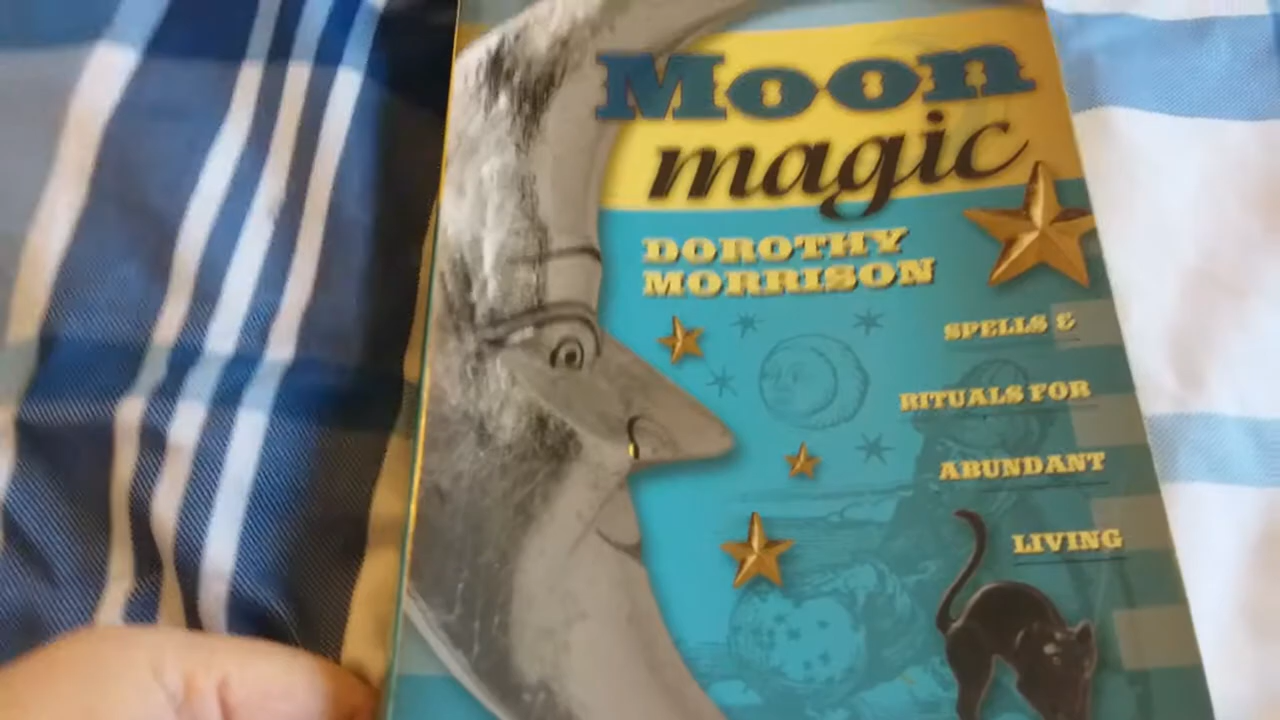 Moon
magic
DOROTHY
MORRISON
SPELLS &
RITUALS FOR
ABUNDANT
LIVING